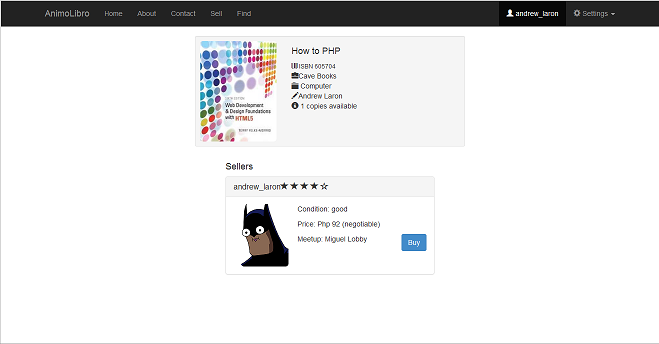 AnimoLibro Home About Contact Sell Find andrew_laron Settings
How to PHP
ISBN 605704
Cave Books
Computer
Andrew Laron
1 copies available
Web Development
& Design Foundations
with HTML5
Sellers
andrew_laron
Condition: good
Price: Php 92 (negotiable)
Meetup: Miguel Lobby
Buy